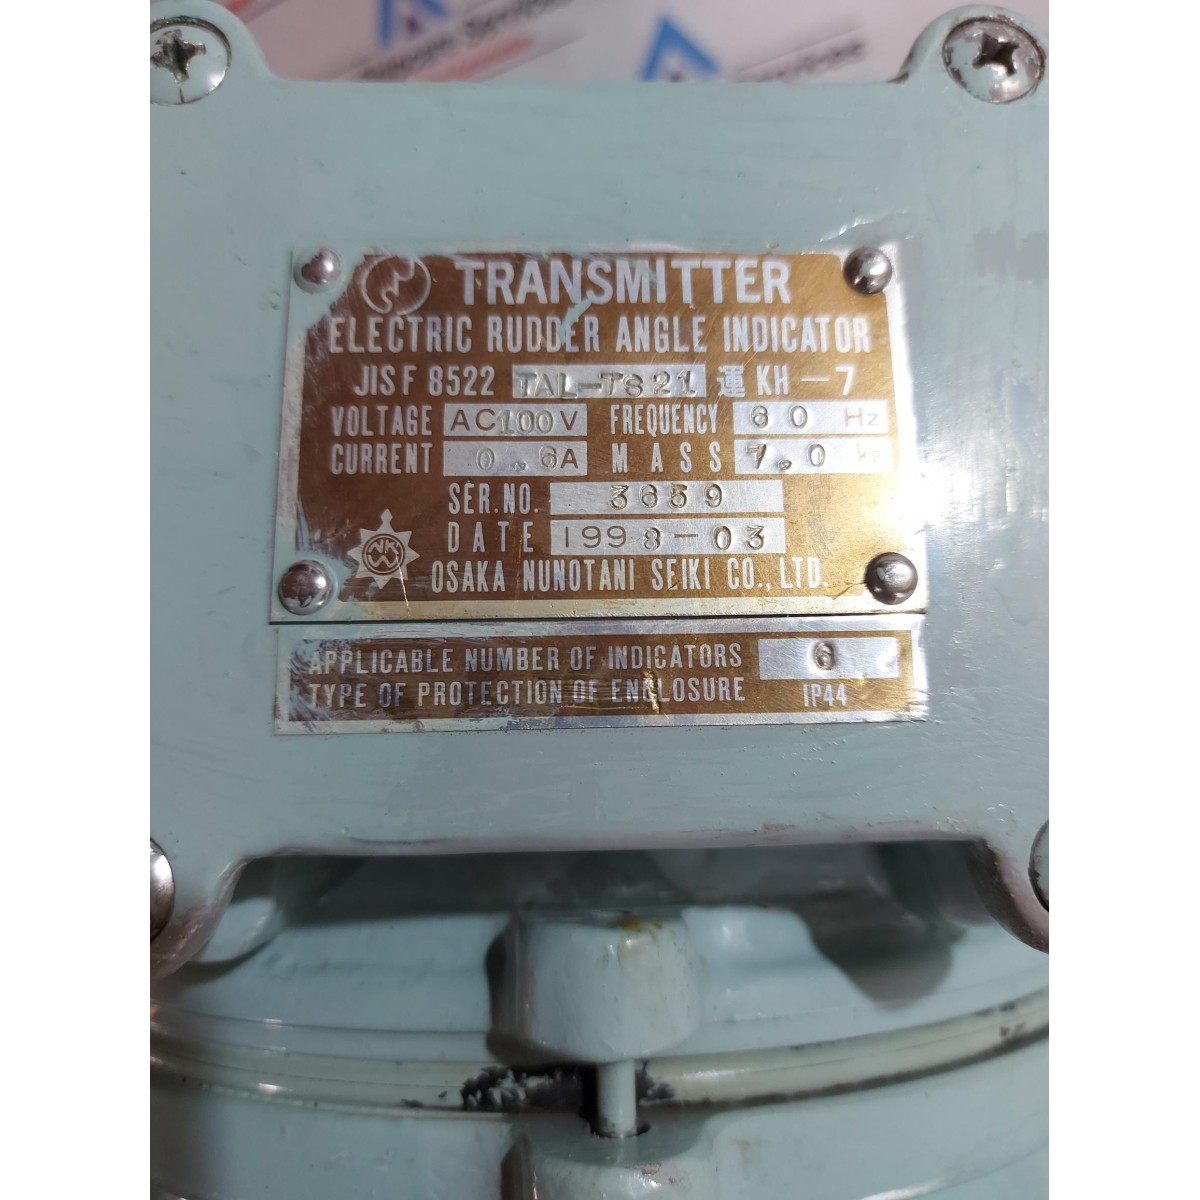 TRANSMITTER
ELECTRIC RUDDER ANGLE INDICATOR
JIS F 8522 TAL-T821 運 KH-7
VOLTAGE AC100V FREQUENCY 60 Hz
CURRENT 0.6A MASS 7.0 kg
SER.NO. 3659
DATE 1998-03
OSAKA NUNOTANI SEIKI CO., LTD.
APPLICABLE NUMBER OF INDICATORS 6
TYPE OF PROTECTION OF ENCLOSURE IP44